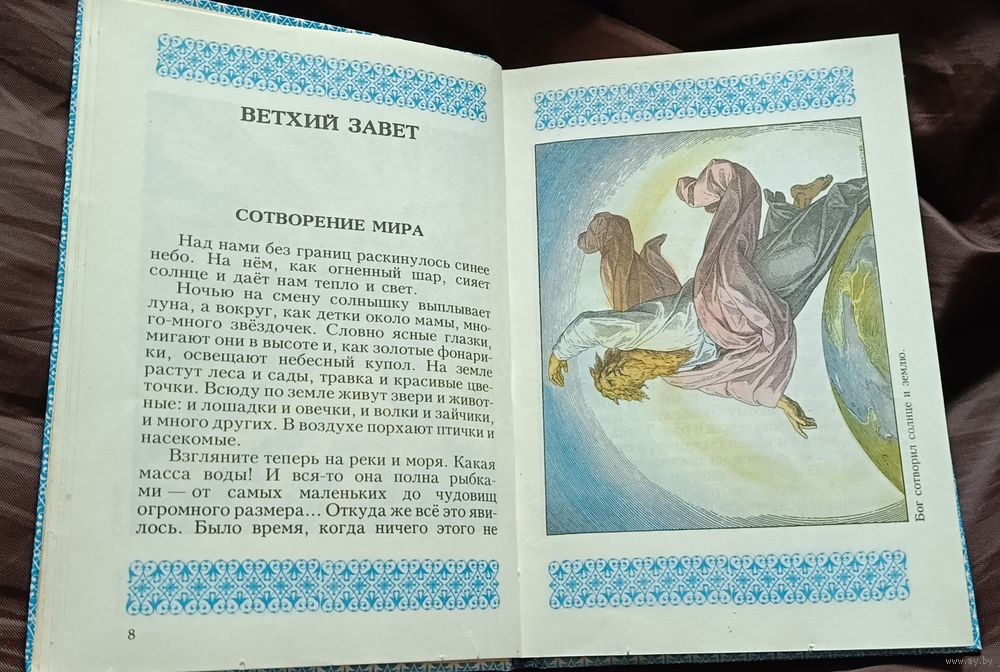 ВЕТХИЙ ЗАВЕТ
СОТВОРЕНИЕ МИРА
Над нами без границ раскинулось синее
небо. На нём, как огненный шар, сияет
солнце и даёт нам тепло и свет.
Ночью на смену солнышку выплывает
луна, а вокруг, как детки около мамы, мно-
го-много звёздочек. Словно ясные глазки,
мигают они в высоте и, как золотые фонари-
ки, освещают небесный купол. На земле
растут леса и сады, травка и красивые цве-
точки. Всюду по земле живут звери и живот-
ные: и лошадки и овечки, и волки и зайчики,
и много других. В воздухе порхают птички и
насекомые.
Взгляните теперь на реки и моря. Какая
масса воды! И вся-то она полна рыбка-
ми — от самых маленьких до чудовищ
огромного размера... Откуда же всё это яви-
лось. Было время, когда ничего этого не
8
Бог сотворил солнце и землю.
www.ay.by